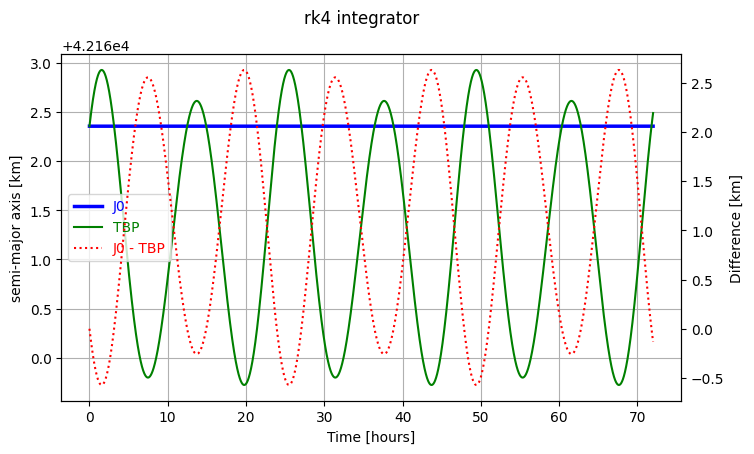 rk4 integrator
+4.216e4
3.0
2.5
2.0
1.5
1.0
0.5
0.0
semi-major axis [km]
J0
TBP
J0 - TBP
2.5
2.0
1.5
1.0
0.5
0.0
−0.5
Difference [km]
0 10 20 30 40 50 60 70
Time [hours]